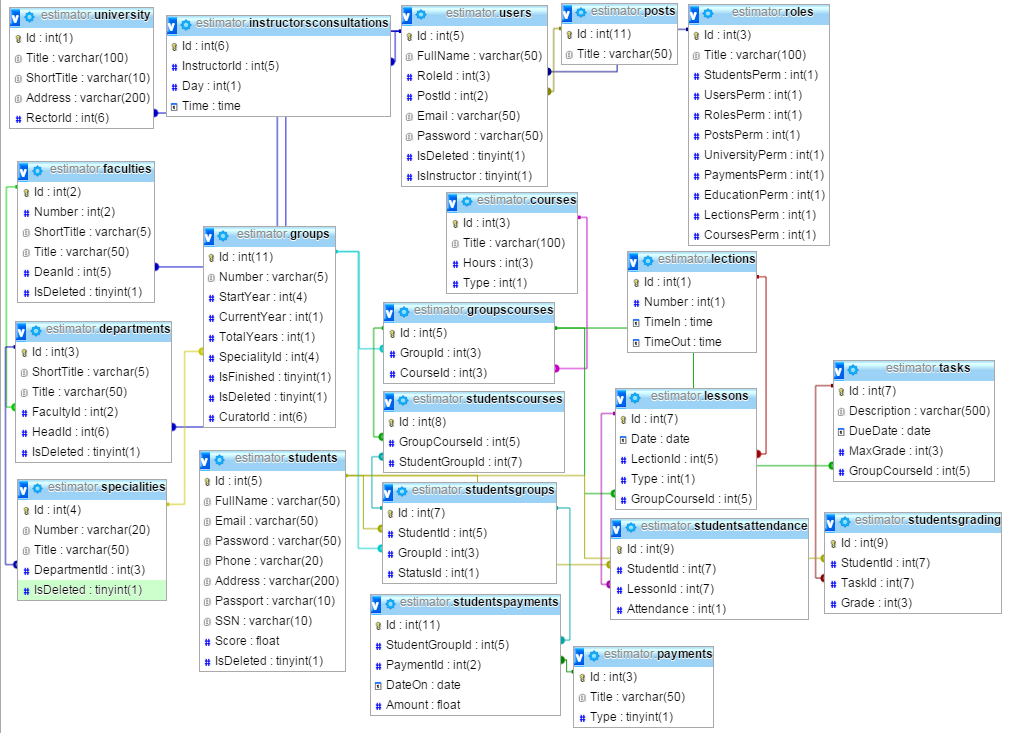 estimator.university
Id : int(1)
Title : varchar(100)
ShortTitle : varchar(10)
Address : varchar(200)
RectorId : int(6)
estimator.instructorsconsultations
Id : int(6)
InstructorId : int(5)
Day : int(1)
Time : time
estimator.users
Id : int(5)
FullName : varchar(50)
RoleId : int(3)
PostId : int(2)
Email : varchar(50)
Password : varchar(50)
IsDeleted : tinyint(1)
IsInstructor : tinyint(1)
estimator.posts
Id : int(11)
Title : varchar(50)
estimator.roles
Id : int(3)
Title : varchar(100)
StudentsPerm : int(1)
UsersPerm : int(1)
RolesPerm : int(1)
PostsPerm : int(1)
UniversityPerm : int(1)
PaymentsPerm : int(1)
EducationPerm : int(1)
LectionsPerm : int(1)
CoursesPerm : int(1)
estimator.faculties
Id : int(2)
Number : int(2)
ShortTitle : varchar(5)
Title : varchar(50)
DeanId : int(5)
IsDeleted : tinyint(1)
estimator.groups
Id : int(11)
Number : varchar(5)
StartYear : int(4)
CurrentYear : int(1)
TotalYears : int(1)
SpecialityId : int(4)
IsFinished : tinyint(1)
IsDeleted : tinyint(1)
CuratorId : int(6)
estimator.courses
Id : int(3)
Title : varchar(100)
Hours : int(3)
Type : int(1)
estimator.lections
Id : int(1)
Number : int(1)
TimeIn : time
TimeOut : time
estimator.departments
Id : int(3)
ShortTitle : varchar(5)
Title : varchar(50)
FacultyId : int(2)
HeadId : int(6)
IsDeleted : tinyint(1)
estimator.groupscourses
Id : int(5)
GroupId : int(3)
CourseId : int(3)
estimator.studentscourses
Id : int(8)
GroupCourseId : int(5)
StudentGroupId : int(7)
estimator.lessons
Id : int(7)
Date : date
LectionId : int(5)
Type : int(1)
GroupCourseId : int(5)
estimator.tasks
Id : int(7)
Description : varchar(500)
DueDate : date
MaxGrade : int(3)
GroupCourseId : int(5)
estimator.specialities
Id : int(4)
Number : varchar(20)
Title : varchar(50)
DepartmentId : int(3)
IsDeleted : tinyint(1)
estimator.students
Id : int(5)
FullName : varchar(50)
Email : varchar(50)
Password : varchar(50)
Phone : varchar(20)
Address : varchar(200)
Passport : varchar(10)
SSN : varchar(10)
Score : float
IsDeleted : tinyint(1)
estimator.studentsgroups
Id : int(7)
StudentId : int(5)
GroupId : int(3)
StatusId : int(1)
estimator.studentsattendance
Id : int(9)
StudentId : int(7)
LessonId : int(7)
Attendance : int(1)
estimator.studentsgrading
Id : int(9)
StudentId : int(7)
TaskId : int(7)
Grade : int(3)
estimator.studentspayments
Id : int(11)
StudentGroupId : int(5)
PaymentId : int(2)
DateOn : date
Amount : float
estimator.payments
Id : int(3)
Title : varchar(50)
Type : tinyint(1)